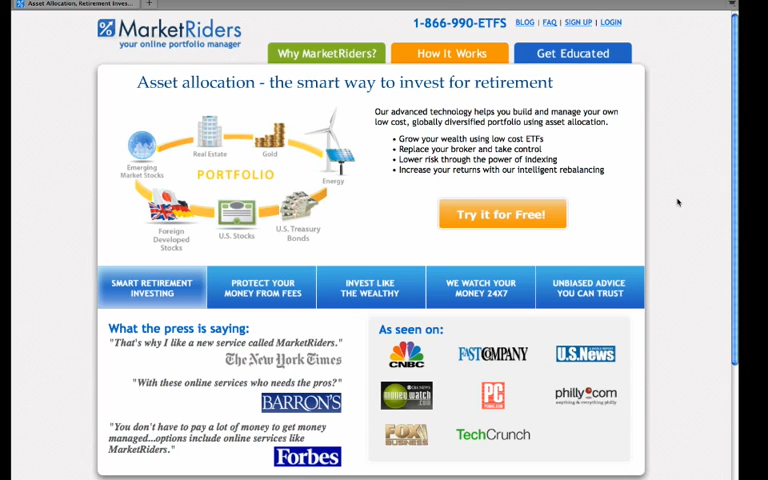 Asset Allocation, Retirement Inves...
MarketRiders
your online portfolio manager
1-866-990-ETFS
BLOG | FAQ | SIGN UP | LOGIN
Why MarketRiders?
How It Works
Get Educated
Asset allocation - the smart way to invest for retirement
Emerging
Market Stocks
Real Estate
Gold
Energy
PORTFOLIO
Foreign
Developed
Stocks
U.S. Stocks
U.S. Treasury
Bonds
Our advanced technology helps you build and manage your own
low cost, globally diversified portfolio using asset allocation.
• Grow your wealth using low cost ETFs
• Replace your broker and take control
• Lower risk through the power of indexing
• Increase your returns with our intelligent rebalancing
Try it for Free!
SMART RETIREMENT
INVESTING
PROTECT YOUR
MONEY FROM FEES
INVEST LIKE
THE WEALTHY
WE WATCH YOUR
MONEY 24X7
UNBIASED ADVICE
YOU CAN TRUST
What the press is saying:
"That's why I like a new service called MarketRiders."
The New York Times
"With these online services who needs the pros?"
BARRON'S
"You don't have to pay a lot of money to get money
managed...options include online services like
MarketRiders."
Forbes
As seen on:
CNBC
FAST COMPANY
U.S.News
CBS NEWS
moneywatch.com
PC
philly.com
anything & everything philly
FOX
BUSINESS
TechCrunch